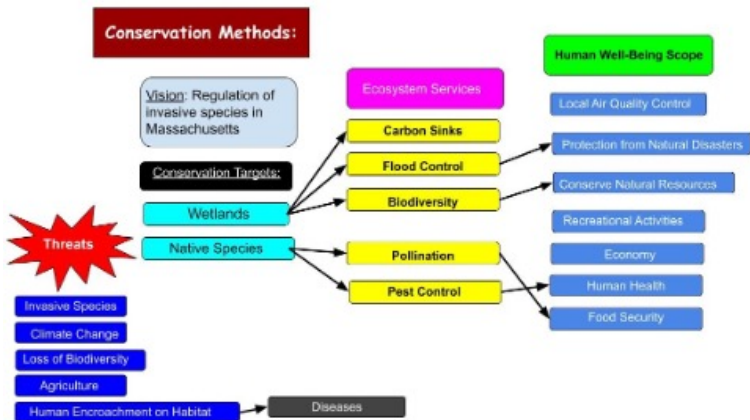 Conservation Methods:
Human Well-Being Scope
Vision: Regulation of
invasive species in
Massachusetts
Ecosystem Services
Local Air Quality Control
Carbon Sinks
Protection from Natural Disasters
Flood Control
Conservation Targets:
Conserve Natural Resources
Biodiversity
Wetlands
Recreational Activities
Threats
Native Species
Pollination
Economy
Pest Control
Human Health
Invasive Species
Food Security
Climate Change
Loss of Biodiversity
Agriculture
Human Encroachment on Habitat
Diseases